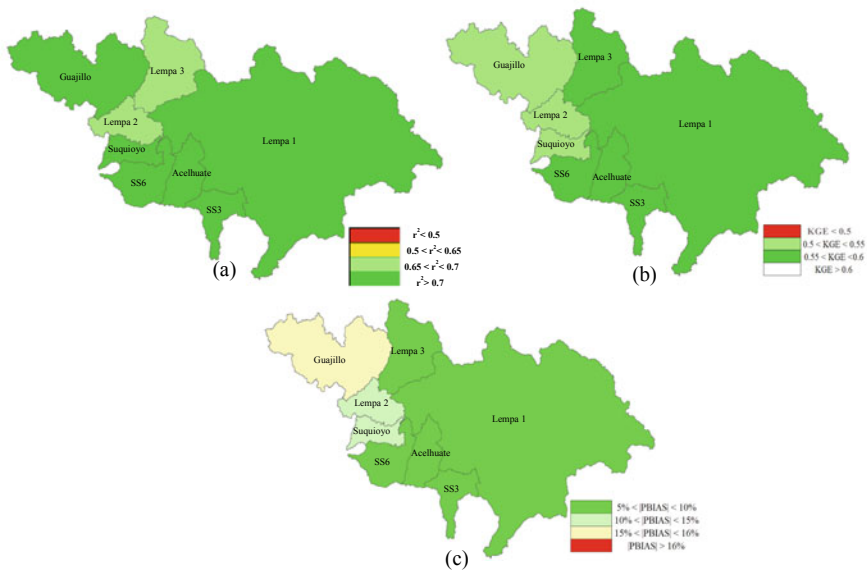 Guajillo
Lempa 3
Lempa 2
Lempa 1
Suquioyo
Acelhuate
SS6
SS3
r² < 0.5
0.5 < r² < 0.65
0.65 < r² < 0.7
r² > 0.7
(a)
Guajillo
Lempa 3
Lempa 2
Lempa 1
Suquioyo
SS6
Acelhuate
SS3
KGE < 0.5
0.5 < KGE < 0.55
0.55 < KGE <0.6
KGE > 0.6
(b)
Guajillo
Lempa 3
Lempa 2
Lempa 1
Suquioyo
Acelhuate
SS6
SS3
5% < |PBIAS| < 10%
10% < |PBIAS| < 15%
15% < |PBIAS| < 16%
|PBIAS| > 16%
(c)